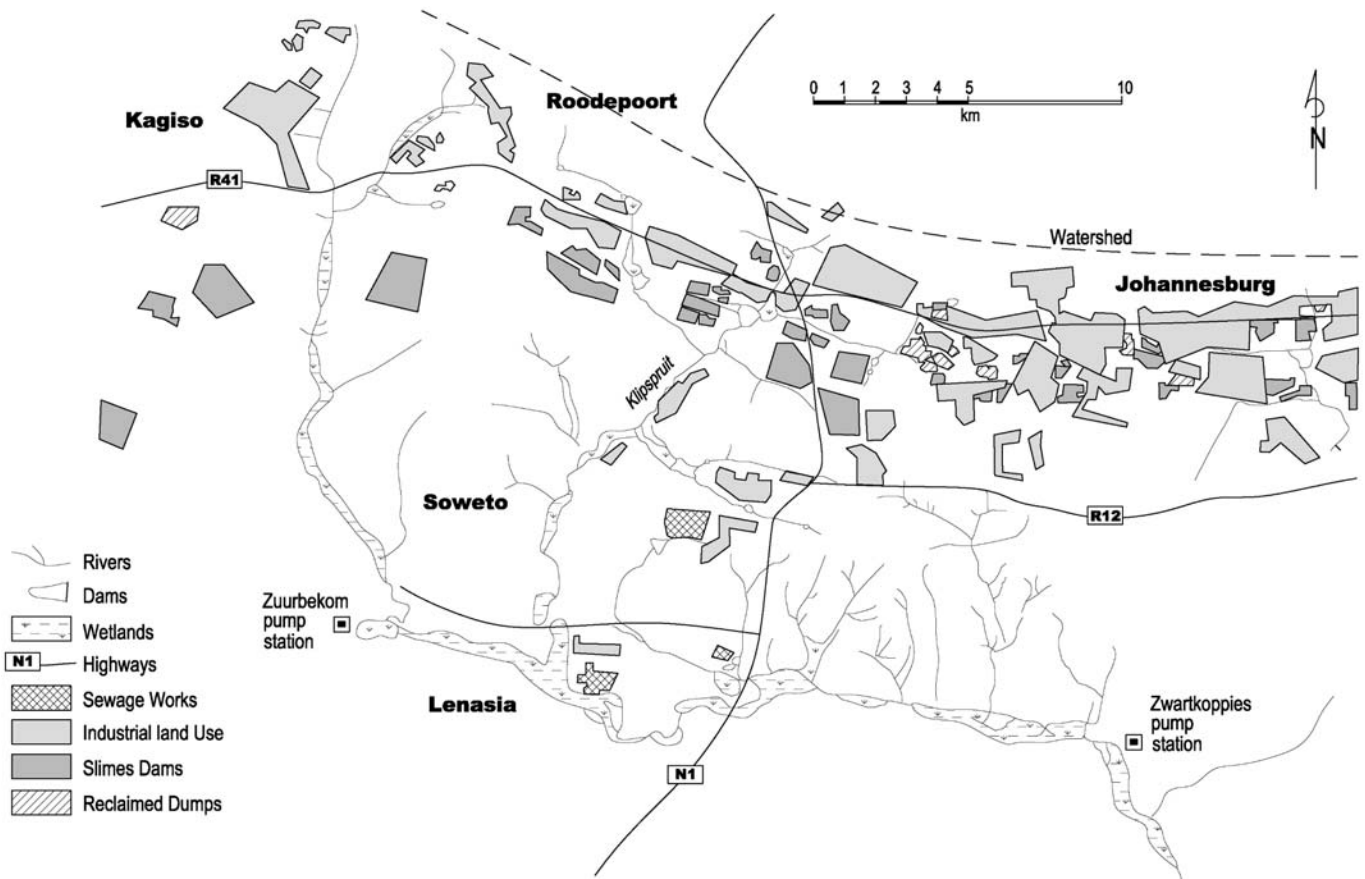 Kagiso
Roodepoort
0 1 2 3 4 5 10
km
N
R41
Watershed
Johannesburg
Klipspruit
Soweto
R12
Rivers
Dams
Wetlands
N1 Highways
Sewage Works
Industrial land Use
Slimes Dams
Reclaimed Dumps
Zuurbekom
pump
station
Lenasia
N1
Zwartkoppies
pump
station